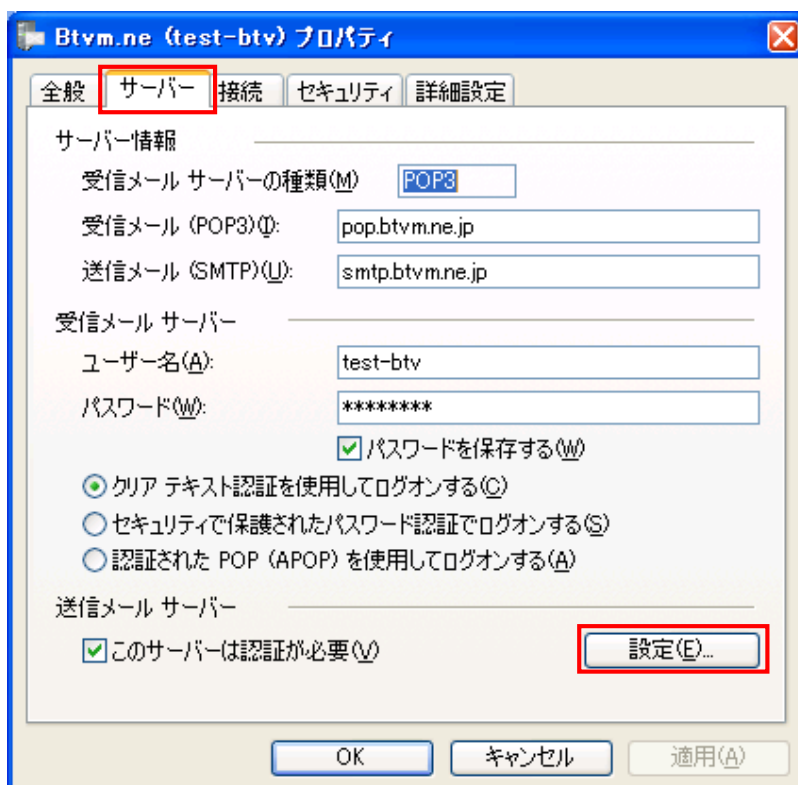 Btvm.ne (test-btv) プロパティ
全般 サーバー 接続 セキュリティ 詳細設定
サーバー情報
受信メール サーバーの種類(M) POP3
受信メール (POP3)(I): pop.btvm.ne.jp
送信メール (SMTP)(U): smtp.btvm.ne.jp
受信メール サーバー
ユーザー名(A): test-btv
パスワード(W): ********
パスワードを保存する(W)
クリア テキスト認証を使用してログオンする(C)
セキュリティで保護されたパスワード認証でログオンする(S)
認証された POP (APOP) を使用してログオンする(A)
送信メール サーバー
このサーバーは認証が必要(V) 設定(E)...
OK キャンセル 適用(A)